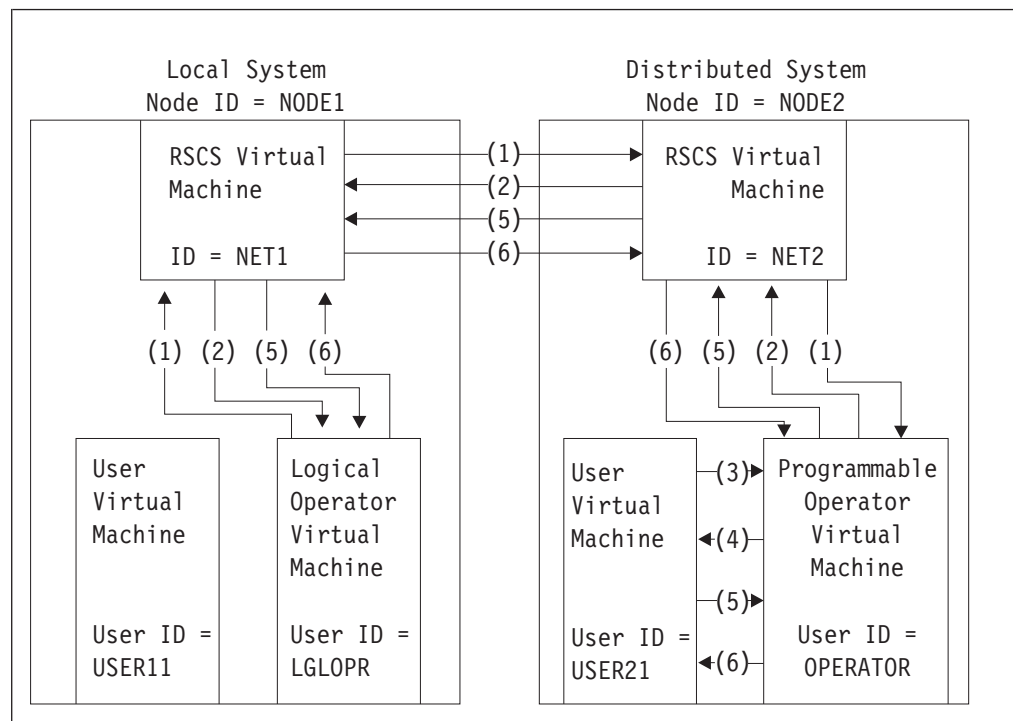 Local System
Node ID = NODE1
Distributed System
Node ID = NODE2
RSCS Virtual
Machine
ID = NET1
(1)
(2)
(5)
(6)
RSCS Virtual
Machine
ID = NET2
(1)
(2)
(5)
(6)
(6)
(5)
(2)
(1)
User
Virtual
Machine
User ID =
USER11
Logical
Operator
Virtual
Machine
User ID =
LGLOPR
User
Virtual
Machine
User ID =
USER21
(3)
(4)
(5)
(6)
Programmable
Operator
Virtual
Machine
User ID =
OPERATOR